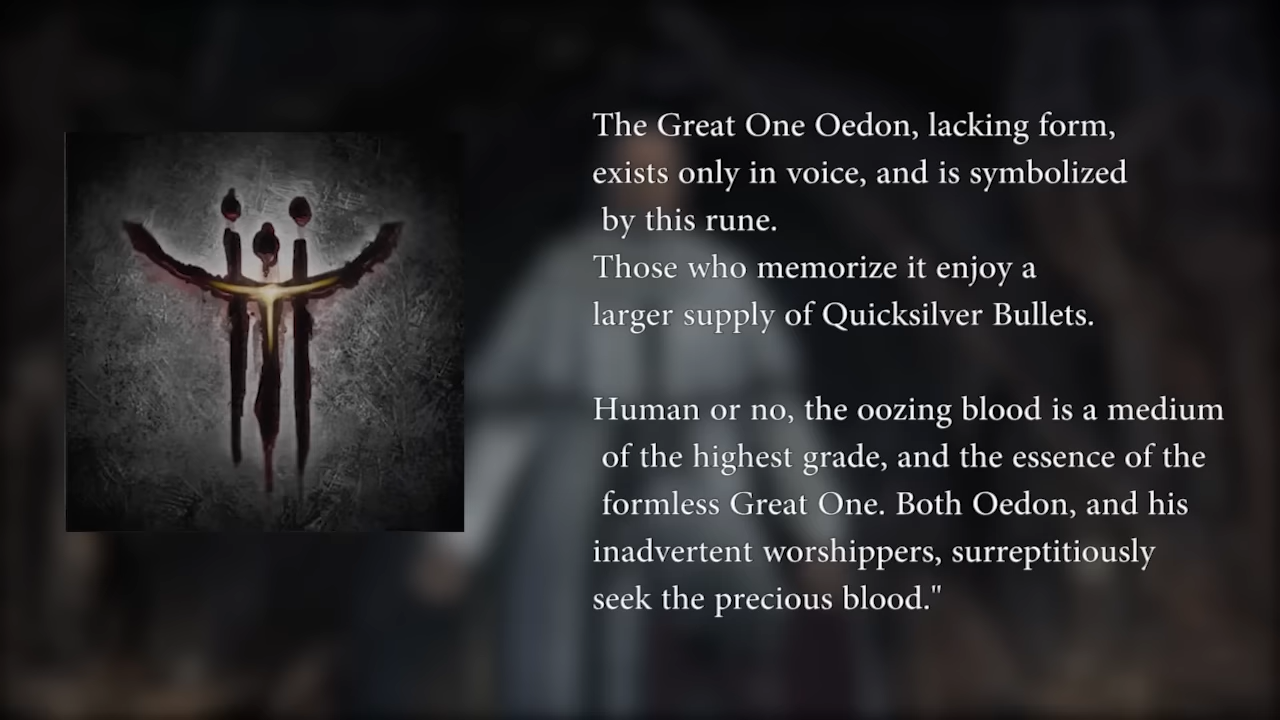 The Great One Oedon, lacking form,
exists only in voice, and is symbolized
by this rune.
Those who memorize it enjoy a
larger supply of Quicksilver Bullets.
Human or no, the oozing blood is a medium
of the highest grade, and the essence of the
formless Great One. Both Oedon, and his
inadvertent worshippers, surreptitiously
seek the precious blood."